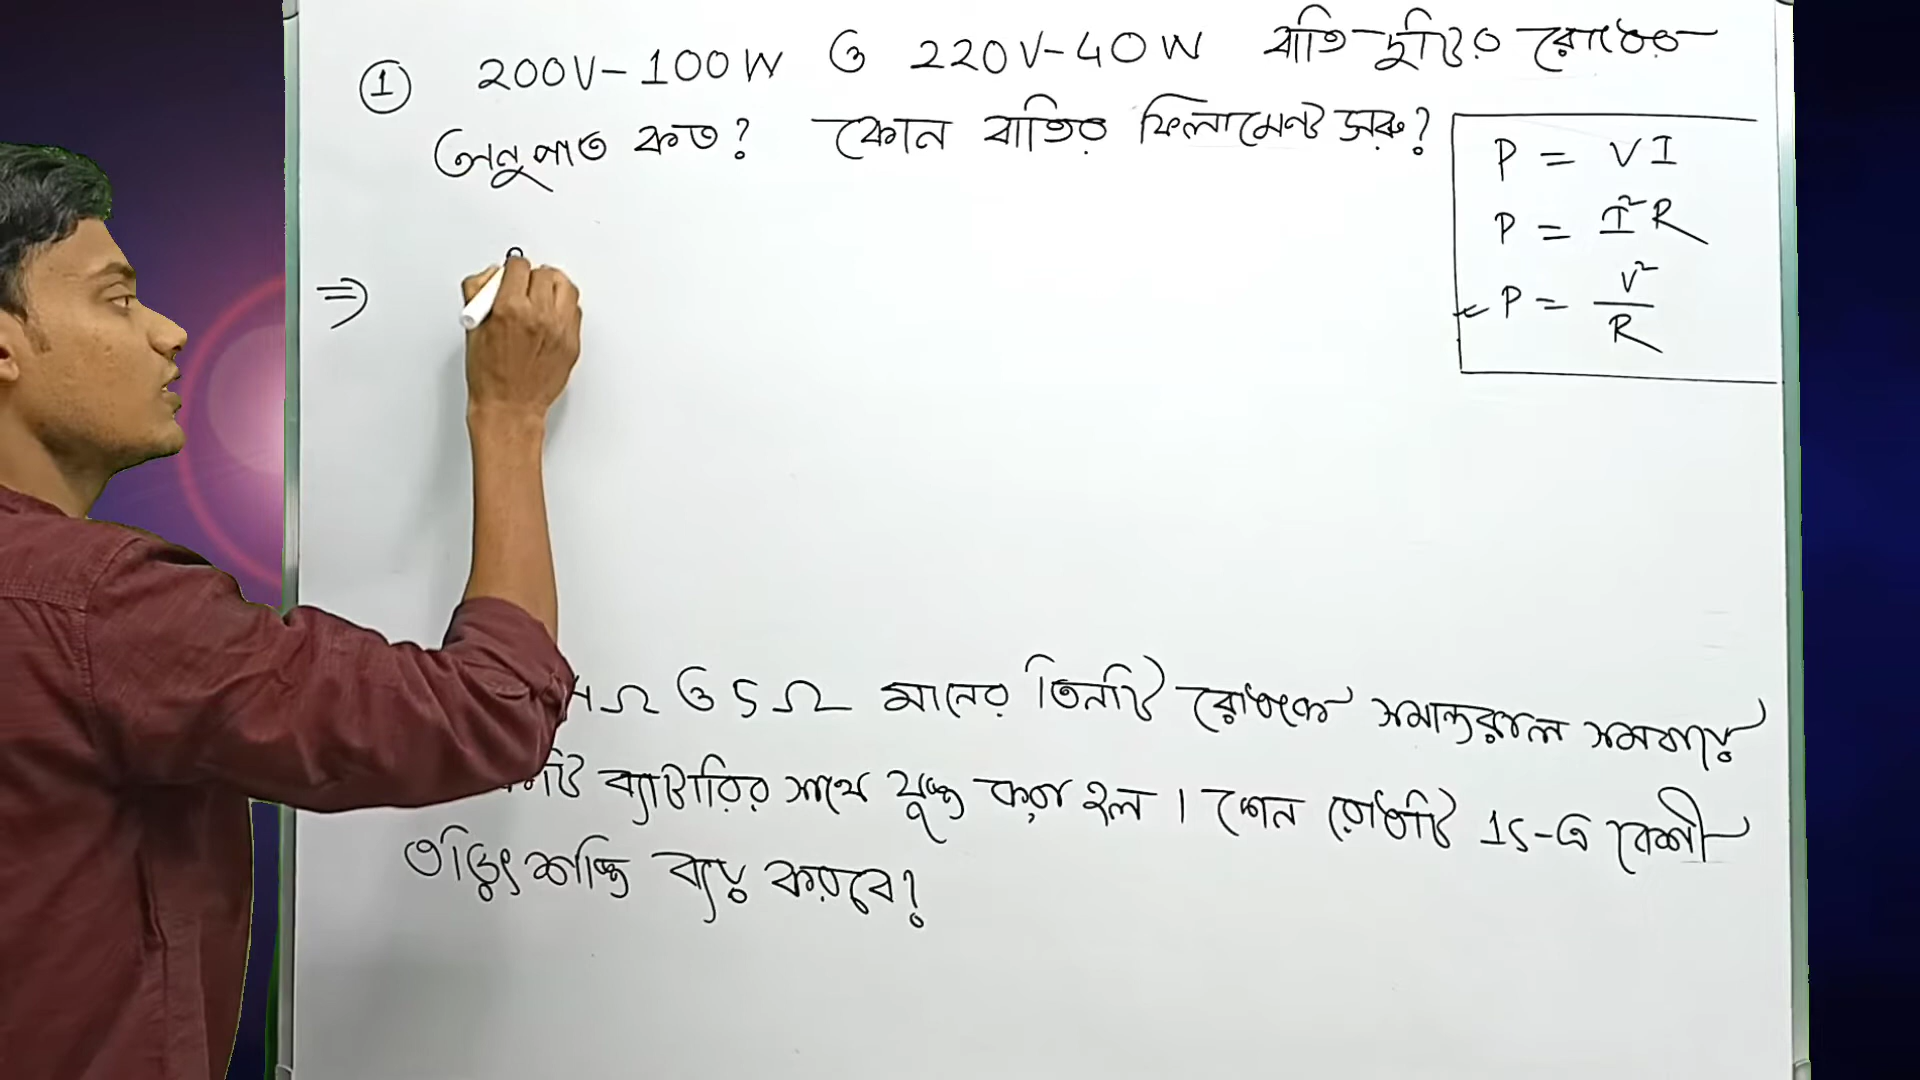 ① 200V-100W ও 220V-40W বাতি দুটির রোধের
অনুপাত কত? কোন বাতির ফিলামেন্ট সরু?
P = VI
P = I²R
P = V²/R
⇒
Ω ও 5Ω মানের তিনটি রোধকে সমান্তরাল সমবায়ে
ব্যাটারির সাথে যুক্ত করা হল। কোন রোধটি 1S-এ বেশী
তড়িৎ শক্তি ব্যয় করবে?